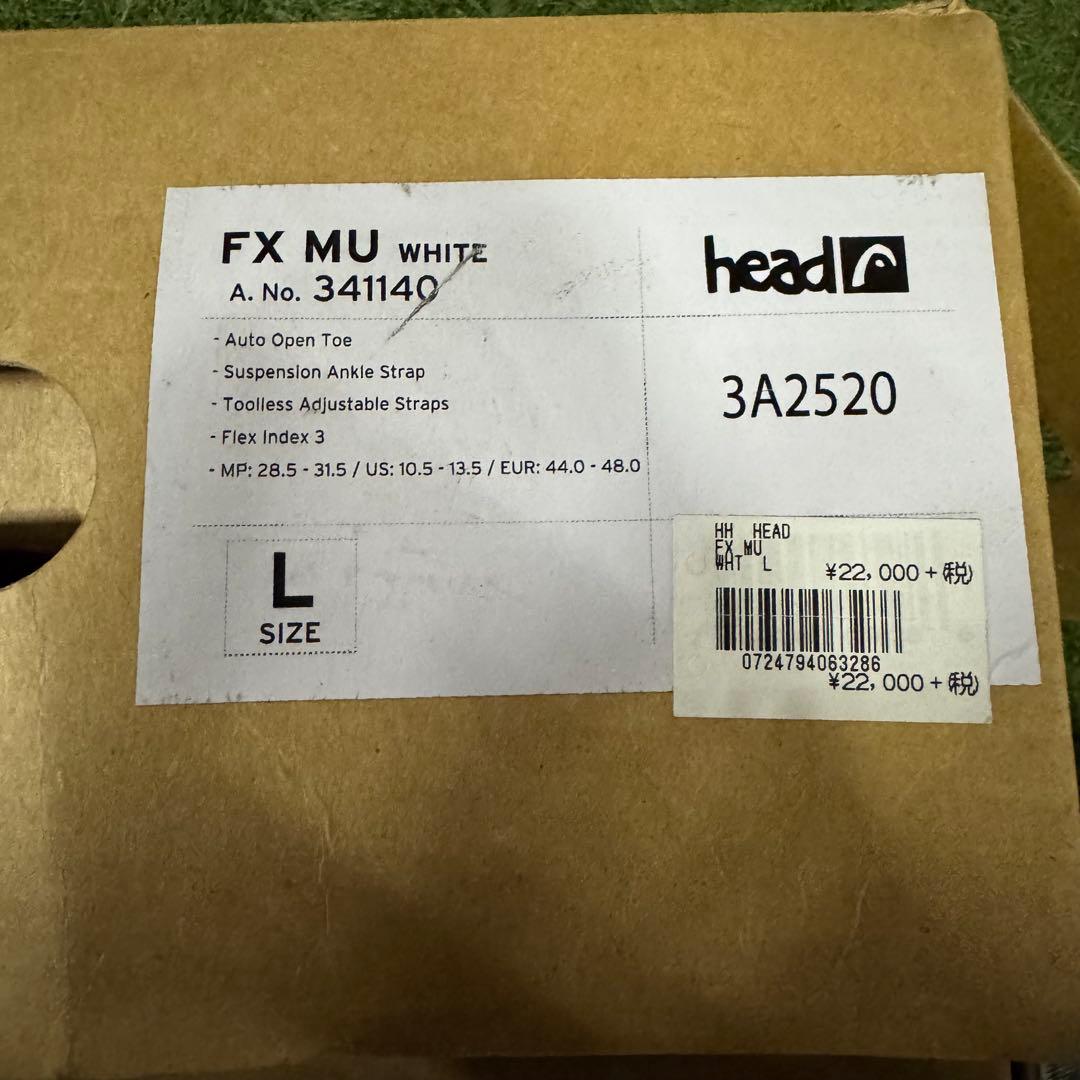 FX MU WHITE
A. No. 341140
- Auto Open Toe
- Suspension Ankle Strap
- Toolless Adjustable Straps
- Flex Index 3
- MP: 28.5 - 31.5 / US: 10.5 - 13.5 / EUR: 44.0 - 48.0
L
SIZE
head
3A2520
HH HEAD
FX MU
WHT L
¥22,000+(税)
0724794063286
¥22,000+(税)